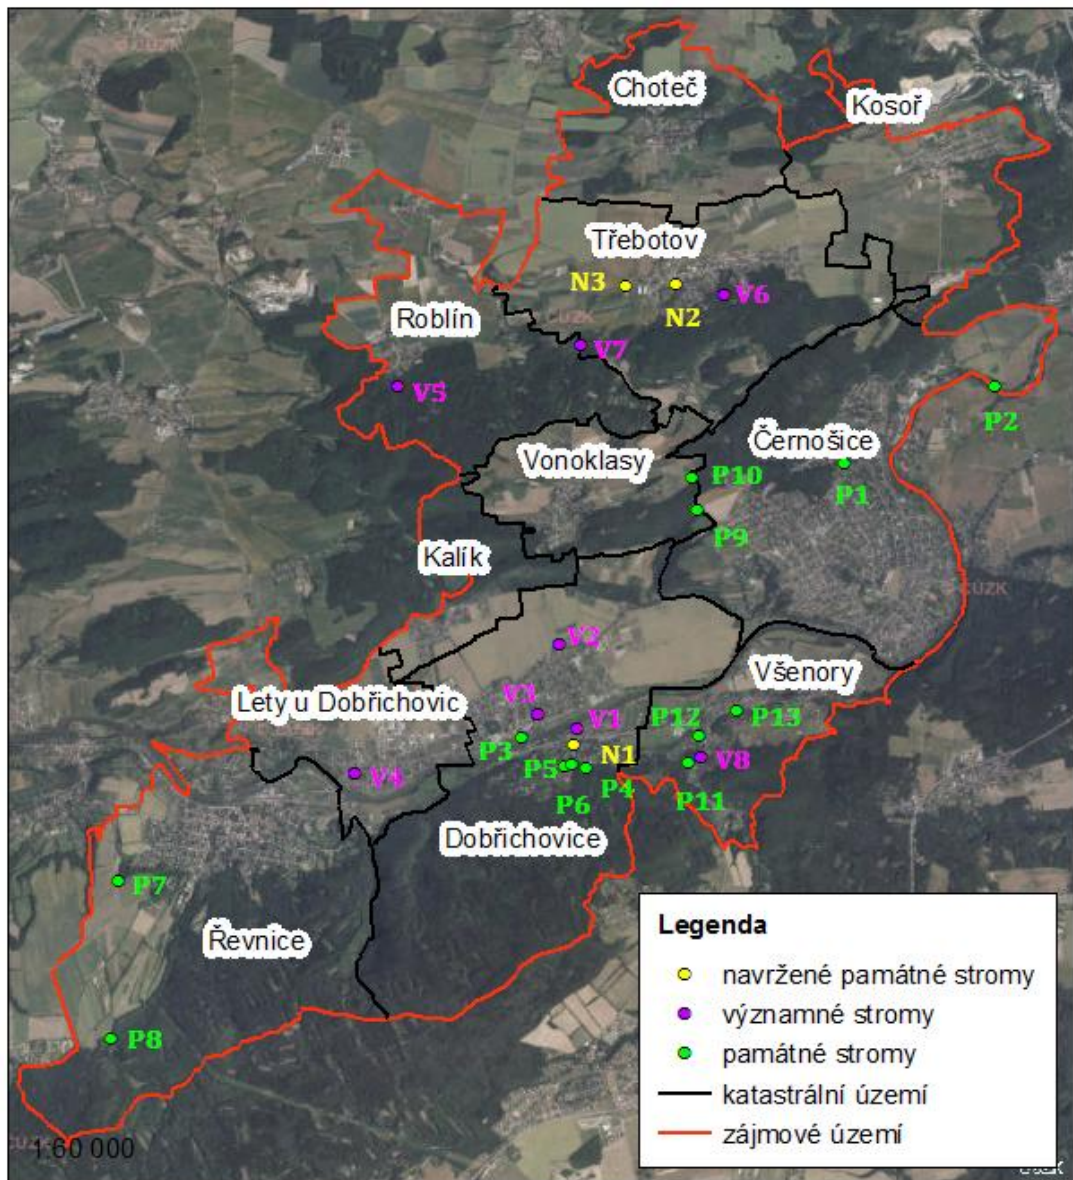 Choteč
Kosoř
Třebotov
N3
N2
V6
Roblín
V7
V5
P2
Černošice
Vonoklasy
P10
P1
P9
Kalík
ČUZK
V2
Všenory
Lety u Dobřichovic
V3
V1
P12
P13
P3
N1
V8
P5
P4
V4
P6
P11
Dobřichovice
P7
Řevnice
P8
Legenda
navržené památné stromy
významné stromy
památné stromy
katastrální území
zájmové území
1:60 000